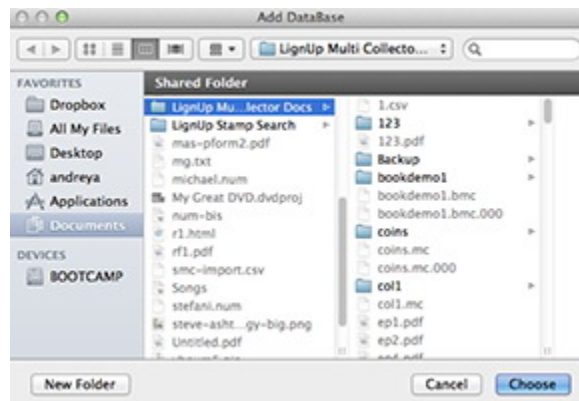 Add DataBase
LignUp Multi Collecto... 
FAVORITES
Dropbox
All My Files
Desktop
andreya
Applications
Documents
DEVICES
BOOTCAMP
Shared Folder
LignUp Mu...lector Docs
LignUp Stamp Search
mas-pform2.pdf
mg.txt
michael.num
My Great DVD.dvdproj
num-bis
r1.html
rf1.pdf
smc-import.csv
Songs
stefani.num
steve-asht...gy-big.png
Untitled.pdf
1.csv
123
123.pdf
Backup
bookdemo1
bookdemo1.bmc
bookdemo1.bmc.000
coins
coins.mc
coins.mc.000
col1
col1.mc
ep1.pdf
ep2.pdf
New Folder
Cancel
Choose